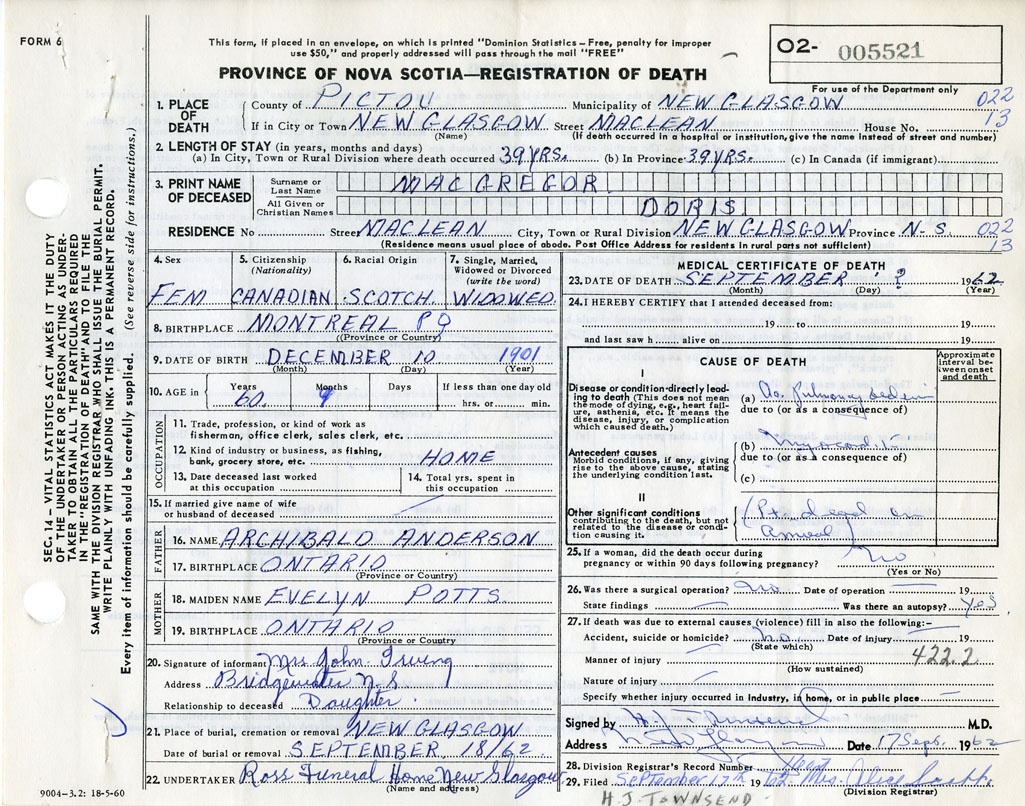 FORM 6
This form, if placed in an envelope, on which is printed "Dominion Statistics – Free, penalty for improper
use $50," and properly addressed will pass through the mail "FREE"
O2- 005521
PROVINCE OF NOVA SCOTIA—REGISTRATION OF DEATH
For use of the Department only
1. PLACE OF DEATH
County of PICTOU Municipality of NEW GLASGOW 022
If in City or Town NEW GLASGOW Street MACLEAN House No. 13
(Name) (If death occurred in a hospital or institution, give the name instead of street and number)
2. LENGTH OF STAY (in years, months and days)
(a) In City, Town or Rural Division where death occurred 39 YRS. (b) In Province 39 YRS. (c) In Canada (if immigrant)
3. PRINT NAME OF DECEASED
Surname or Last Name MACGREGOR
All Given or Christian Names DORIS
RESIDENCE No Street MACLEAN City, Town or Rural Division NEW GLASGOW Province N-S. 022
(Residence means usual place of abode. Post Office Address for residents in rural parts not sufficient) 13
SEC. 14 – VITAL STATISTICS ACT MAKES IT THE DUTY
OF THE UNDERTAKER OR PERSON ACTING AS UNDER-
TAKER TO OBTAIN ALL THE PARTICULARS REQUIRED
IN THE "REGISTRATION OF DEATH" AND TO FILE THE
SAME WITH THE DIVISION REGISTRAR WHO SHALL ISSUE THE BURIAL PERMIT.
WRITE PLAINLY WITH UNFADING INK. THIS IS A PERMANENT RECORD.
Every item of information should be carefully supplied. (See reverse side for instructions.)
4. Sex FEM
5. Citizenship (Nationality) CANADIAN
6. Racial Origin SCOTCH
7. Single, Married, Widowed or Divorced (write the word) WIDOWED
8. BIRTHPLACE MONTREAL PQ
(Province or Country)
9. DATE OF BIRTH DECEMBER 10 1901
(Month) (Day) (Year)
10. AGE in Years Months Days If less than one day old
60. 9 hrs. or min.
OCCUPATION
11. Trade, profession, or kind of work as
fisherman, office clerk, sales clerk, etc.
12. Kind of industry or business, as fishing,
bank, grocery store, etc. HOME
13. Date deceased last worked
at this occupation
14. Total yrs. spent in
this occupation
15. If married give name of wife
or husband of deceased
FATHER
16. NAME ARCHIBALD ANDERSON
17. BIRTHPLACE ONTARIO
(Province or Country)
MOTHER
18. MAIDEN NAME EVELYN POTTS
19. BIRTHPLACE ONTARIO
(Province or Country)
20. Signature of informant Mrs John Irving
Address Bridgewater N.S
Relationship to deceased Daughter
21. Place of burial, cremation or removal NEW GLASGOW
Date of burial or removal SEPTEMBER 18/62
22. UNDERTAKER Ross Funeral Home New Glasgow
(Name and address)
9004–3.2: 18-5-60
MEDICAL CERTIFICATE OF DEATH
23. DATE OF DEATH SEPTEMBER ? 1962
(Month) (Day) (Year)
24. I HEREBY CERTIFY that I attended deceased from:
19 to 19
and last saw h alive on 19
CAUSE OF DEATH
Approximate interval between onset and death
I
Disease or condition directly lead-
ing to death (This does not mean
the mode of dying, e.g., heart fail-
ure, asthenia, etc. It means the
disease, injury, or complication
which caused death.)
(a) Ac. Pulmonary
due to (or as a consequence of)
Antecedent causes
Morbid conditions, if any, giving
rise to the above cause, stating
the underlying condition last.
(b)
due to (or as a consequence of)
(c)
II
Other significant conditions
contributing to the death, but not
related to the disease or condi-
tion causing it.
(Pt. dead on
Arrival)
25. If a woman, did the death occur during
pregnancy or within 90 days following pregnancy? No
(Yes or No)
26. Was there a surgical operation? No Date of operation 19
State findings Was there an autopsy? Yes
27. If death was due to external causes (violence) fill in also the following:–
Accident, suicide or homicide? No Date of injury 19
(State which)
Manner of injury 422.2
(How sustained)
Nature of injury
Specify whether injury occurred in Industry, in home, or in public place
Signed by H. J. Townsend M.D.
Address New Glasgow Date 17 Sept. 1962
28. Division Registrar's Record Number
29. Filed September 17th 1962 Mrs. Alice
(Division Registrar)
H.J. TOWNSEND